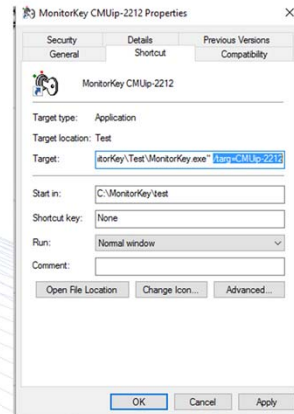 MonitorKey CMUip-2212 Properties
Security Details Previous Versions
General Shortcut Compatibility
MonitorKey CMUip-2212
Target type: Application
Target location: Test
Target: itorKey\Test\MonitorKey.exe" /targ=CMUip-2212
Start in: C:\MonitorKey\test
Shortcut key: None
Run: Normal window
Comment:
Open File Location Change Icon... Advanced...
OK Cancel Apply